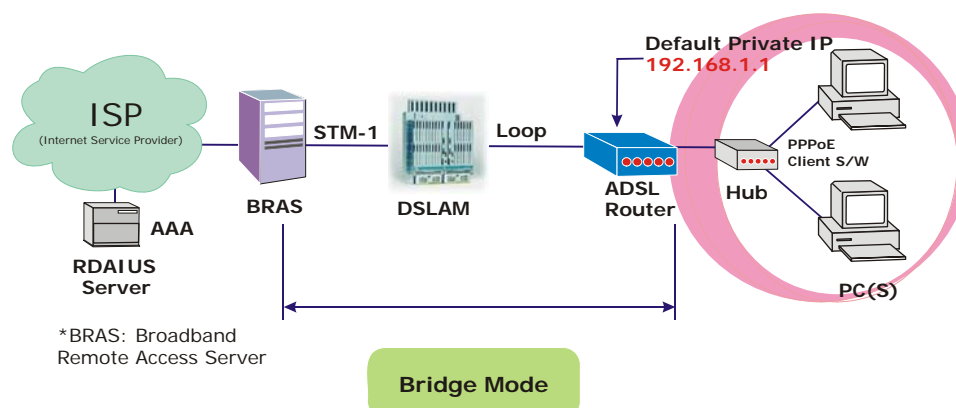 Default Private IP
192.168.1.1
ISP
(Internet Service Provider)
STM-1
Loop
PPPoE
Client S/W
BRAS
DSLAM
ADSL
Router
Hub
AAA
RDAIUS
Server
PC(S)
*BRAS: Broadband
Remote Access Server
Bridge Mode